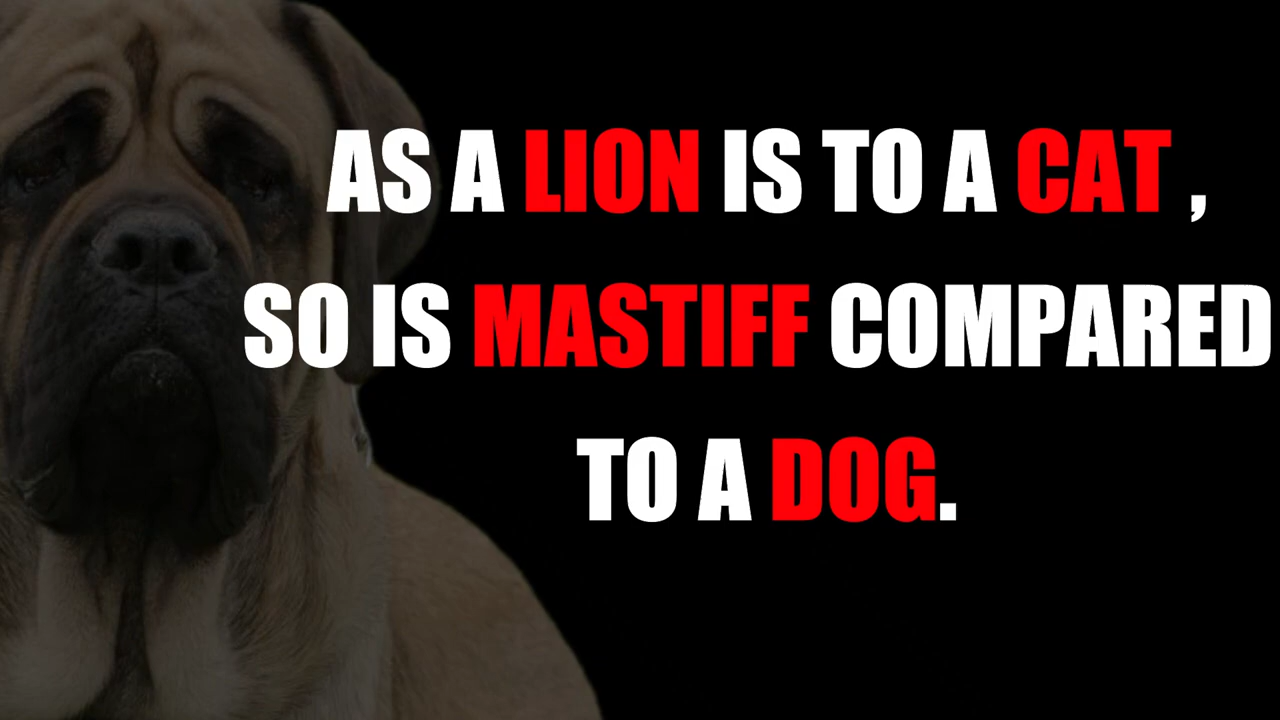 AS A LION IS TO A CAT ,
SO IS MASTIFF COMPARED
TO A DOG.